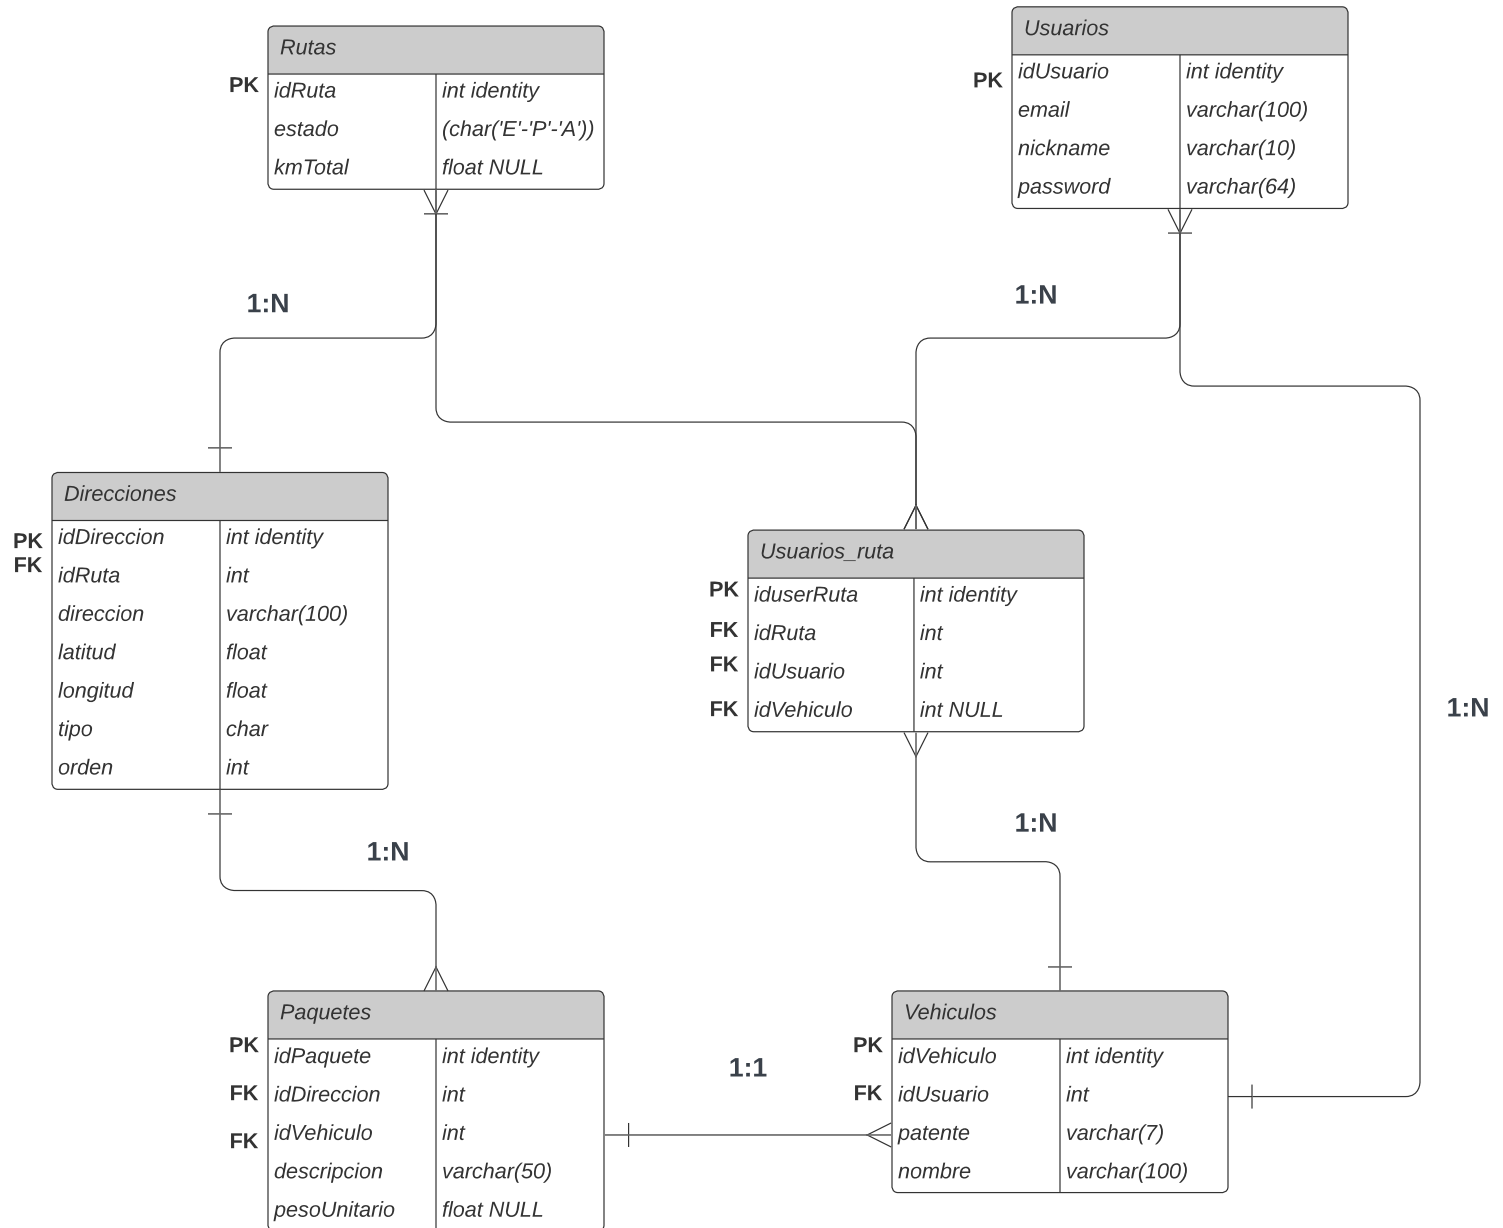 Rutas
PK idRuta int identity
estado (char('E'-'P'-'A'))
kmTotal float NULL
Usuarios
PK idUsuario int identity
email varchar(100)
nickname varchar(10)
password varchar(64)
1:N
1:N
Direcciones
PK idDireccion int identity
FK idRuta int
direccion varchar(100)
latitud float
longitud float
tipo char
orden int
Usuarios_ruta
PK iduserRuta int identity
FK idRuta int
FK idUsuario int
FK idVehiculo int NULL
1:N
1:N
1:N
Paquetes
PK idPaquete int identity
FK idDireccion int
FK idVehiculo int
descripcion varchar(50)
pesoUnitario float NULL
1:1
Vehiculos
PK idVehiculo int identity
FK idUsuario int
patente varchar(7)
nombre varchar(100)